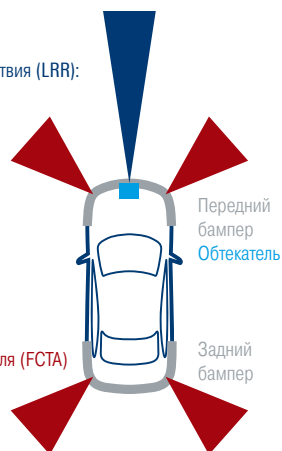 твия (LRR):
Передний
бампер
Обтекатель
ля (FCTA)
Задний
бампер